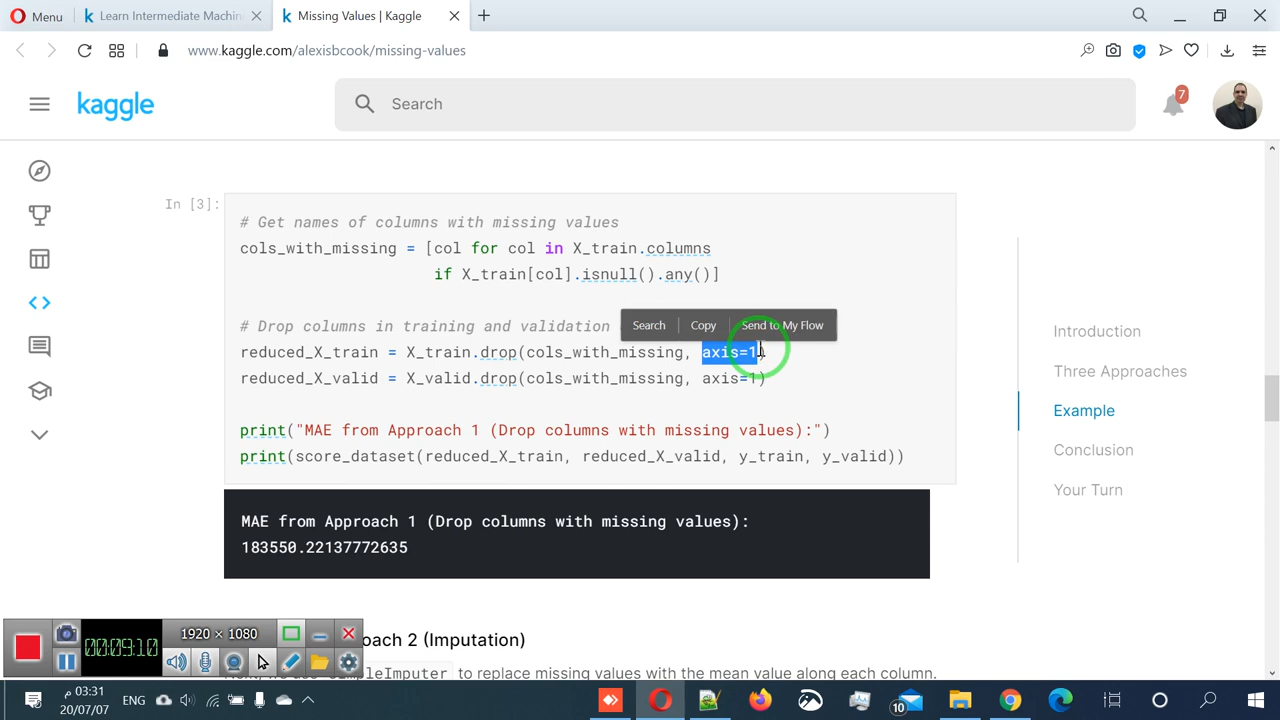 Menu
Learn Intermediate Machin
Missing Values | Kaggle
www.kaggle.com/alexisbcook/missing-values
kaggle
Search
7
In [3]:
# Get names of columns with missing values
cols_with_missing = [col for col in X_train.columns
if X_train[col].isnull().any()]
Search
Copy
Send to My Flow
# Drop columns in training and validation
reduced_X_train = X_train.drop(cols_with_missing, axis=1)
reduced_X_valid = X_valid.drop(cols_with_missing, axis=1)
print("MAE from Approach 1 (Drop columns with missing values):")
print(score_dataset(reduced_X_train, reduced_X_valid, y_train, y_valid))
MAE from Approach 1 (Drop columns with missing values):
183550.22137772635
Introduction
Three Approaches
Example
Conclusion
Your Turn
oach 2 (Imputation)
to replace missing values with the mean value along each column.
00:09:10
1920 × 1080
03:31 م
20/07/07
ENG
10